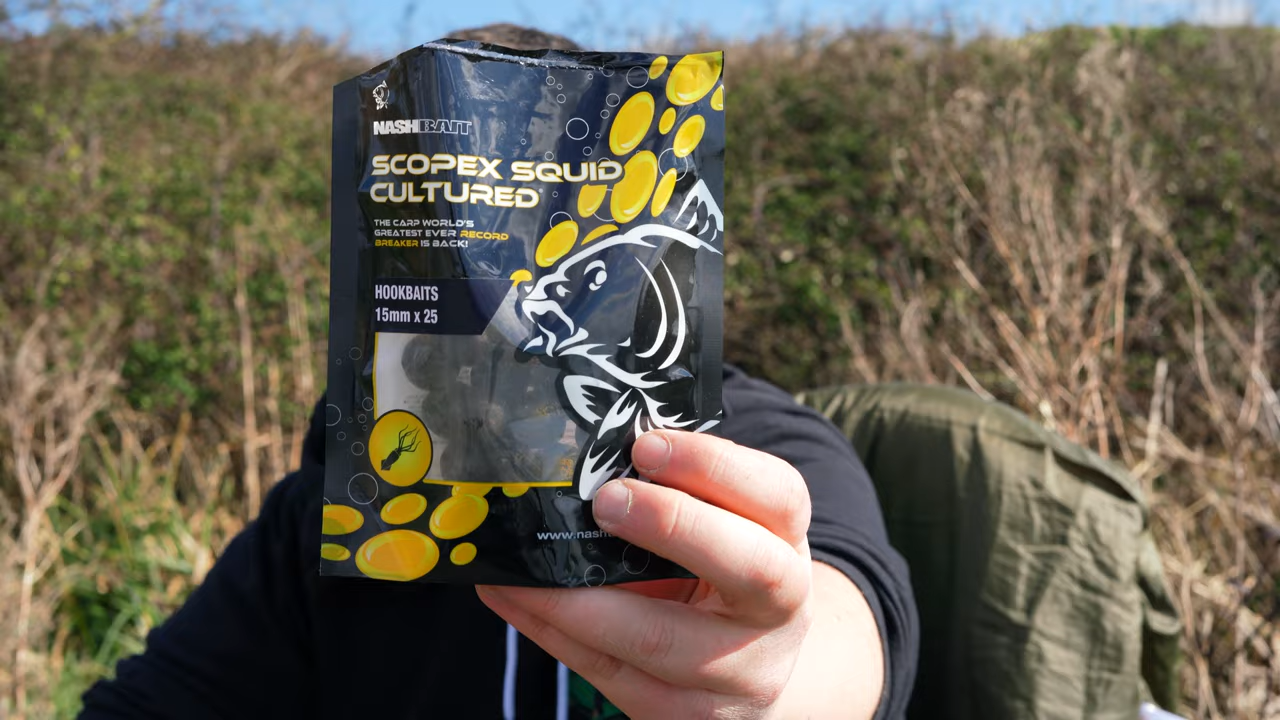 NASHBAIT
SCOPEX SQUID
CULTURED
THE CARP WORLD'S
GREATEST EVER RECORD
BREAKER IS BACK!
HOOKBAITS
15mm x 25